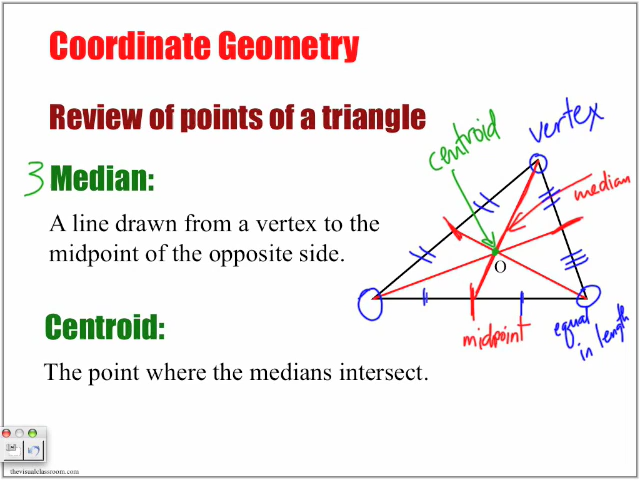 Coordinate Geometry
Review of points of a triangle
3 Median:
A line drawn from a vertex to the
midpoint of the opposite side.
Centroid:
The point where the medians intersect.
centroid
vertex
median
O
midpoint
equal
in length
thevisualclassroom.com